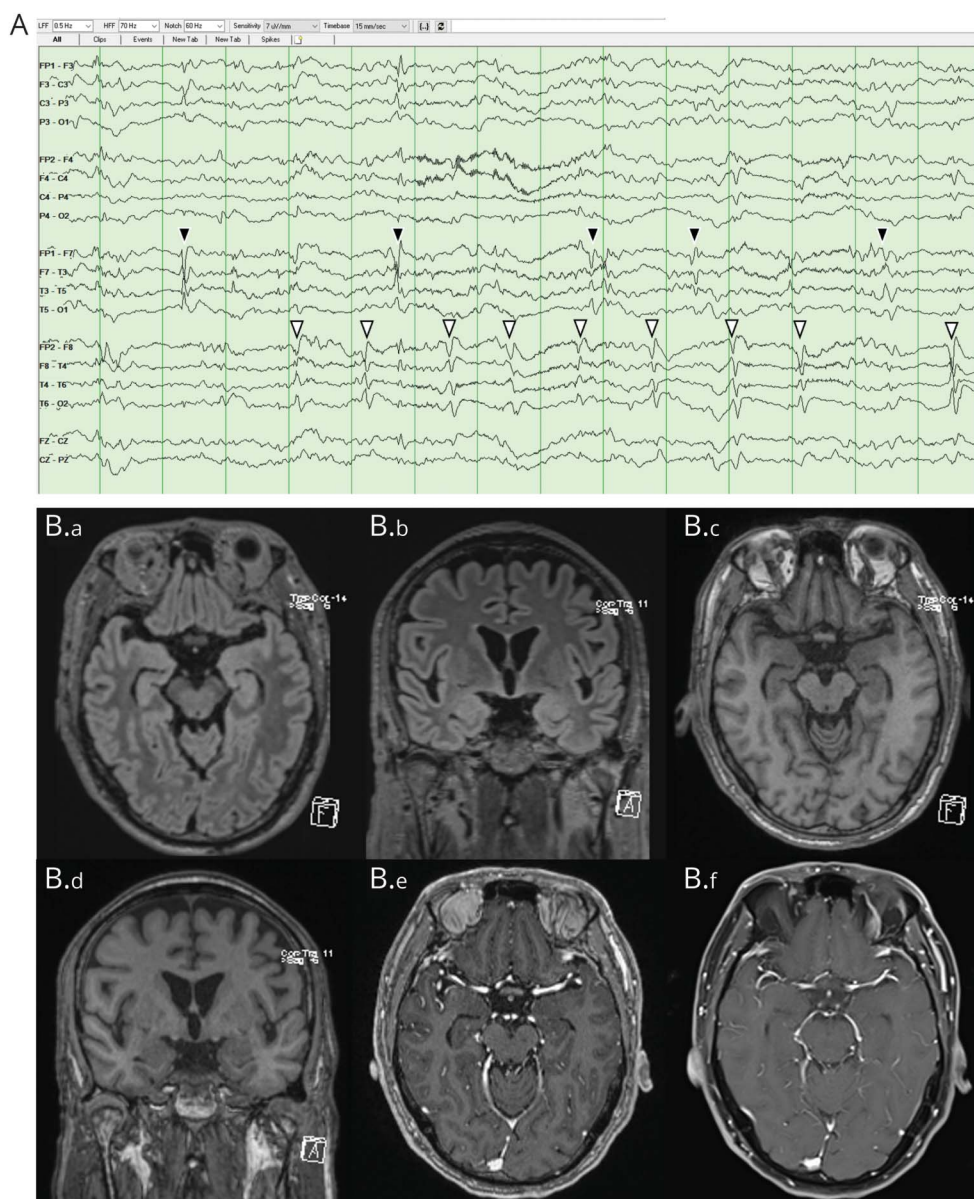 A
LFF 0.5 Hz HFF 70 Hz Notch 60 Hz Sensitivity 7 uV/mm Timebase 15 mm/sec [...]
All Clips Events New Tab New Tab Spikes
FP1 - F3
F3 - C3
C3 - P3
P3 - O1
FP2 - F4
F4 - C4
C4 - P4
P4 - O2
FP1 - F7
F7 - T3
T3 - T5
T5 - O1
FP2 - F8
F8 - T4
T4 - T6
T6 - O2
FZ - CZ
CZ - PZ
B.a
F
B.b
A
B.c
F
B.d
A
B.e
B.f